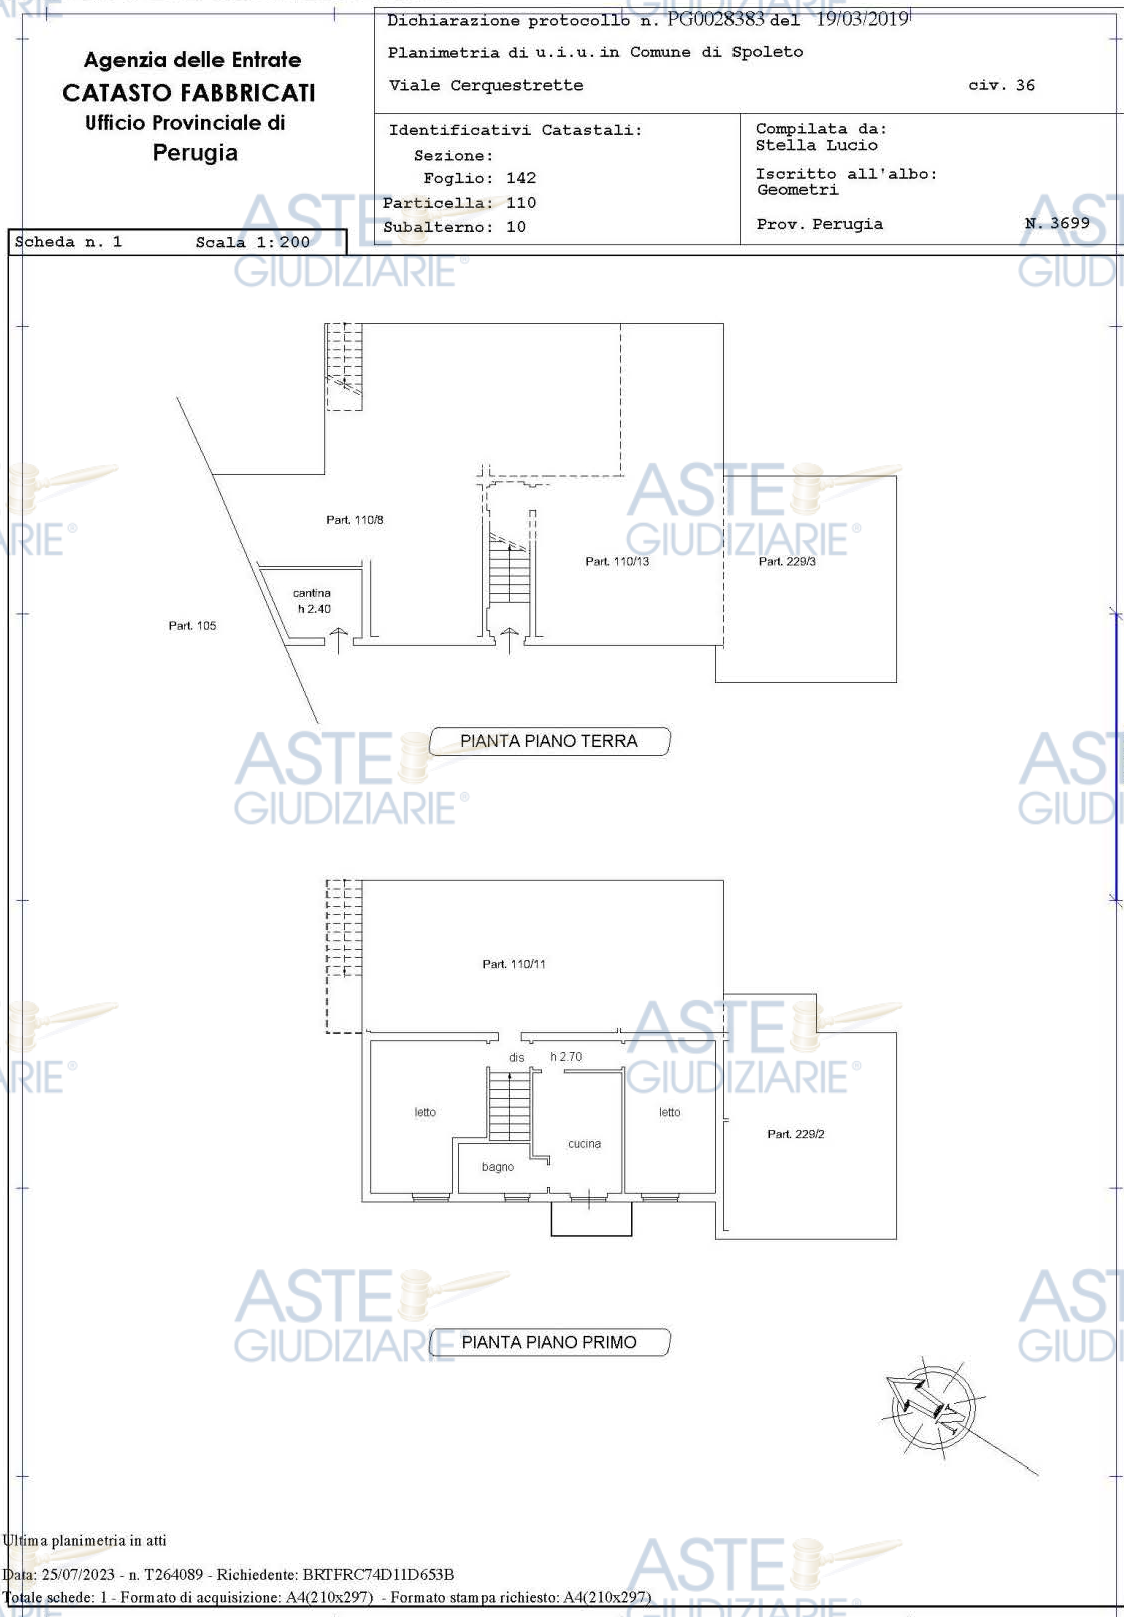 Dichiarazione protocollo n. PG0028383 del 19/03/2019
Agenzia delle Entrate
CATASTO FABBRICATI
Ufficio Provinciale di
Perugia
Planimetria di u.i.u. in Comune di Spoleto
Viale Cerquestrette civ. 36
Identificativi Catastali:
Sezione:
Foglio: 142
Particella: 110
Subalterno: 10
Compilata da:
Stella Lucio
Iscritto all'albo:
Geometri
Prov. Perugia N. 3699
Scheda n. 1 Scala 1:200
ASTE
GIUDIZIARIE®
Part. 110/8
Part. 110/13
Part. 229/3
cantina
h 2.40
Part. 105
PIANTA PIANO TERRA
Part. 110/11
dis h 2.70
letto
letto
cucina
bagno
Part. 229/2
PIANTA PIANO PRIMO
N
Ultima planimetria in atti
Data: 25/07/2023 - n. T264089 - Richiedente: BRTFRC74D11D653B
Totale schede: 1 - Formato di acquisizione: A4(210x297) - Formato stampa richiesto: A4(210x297)